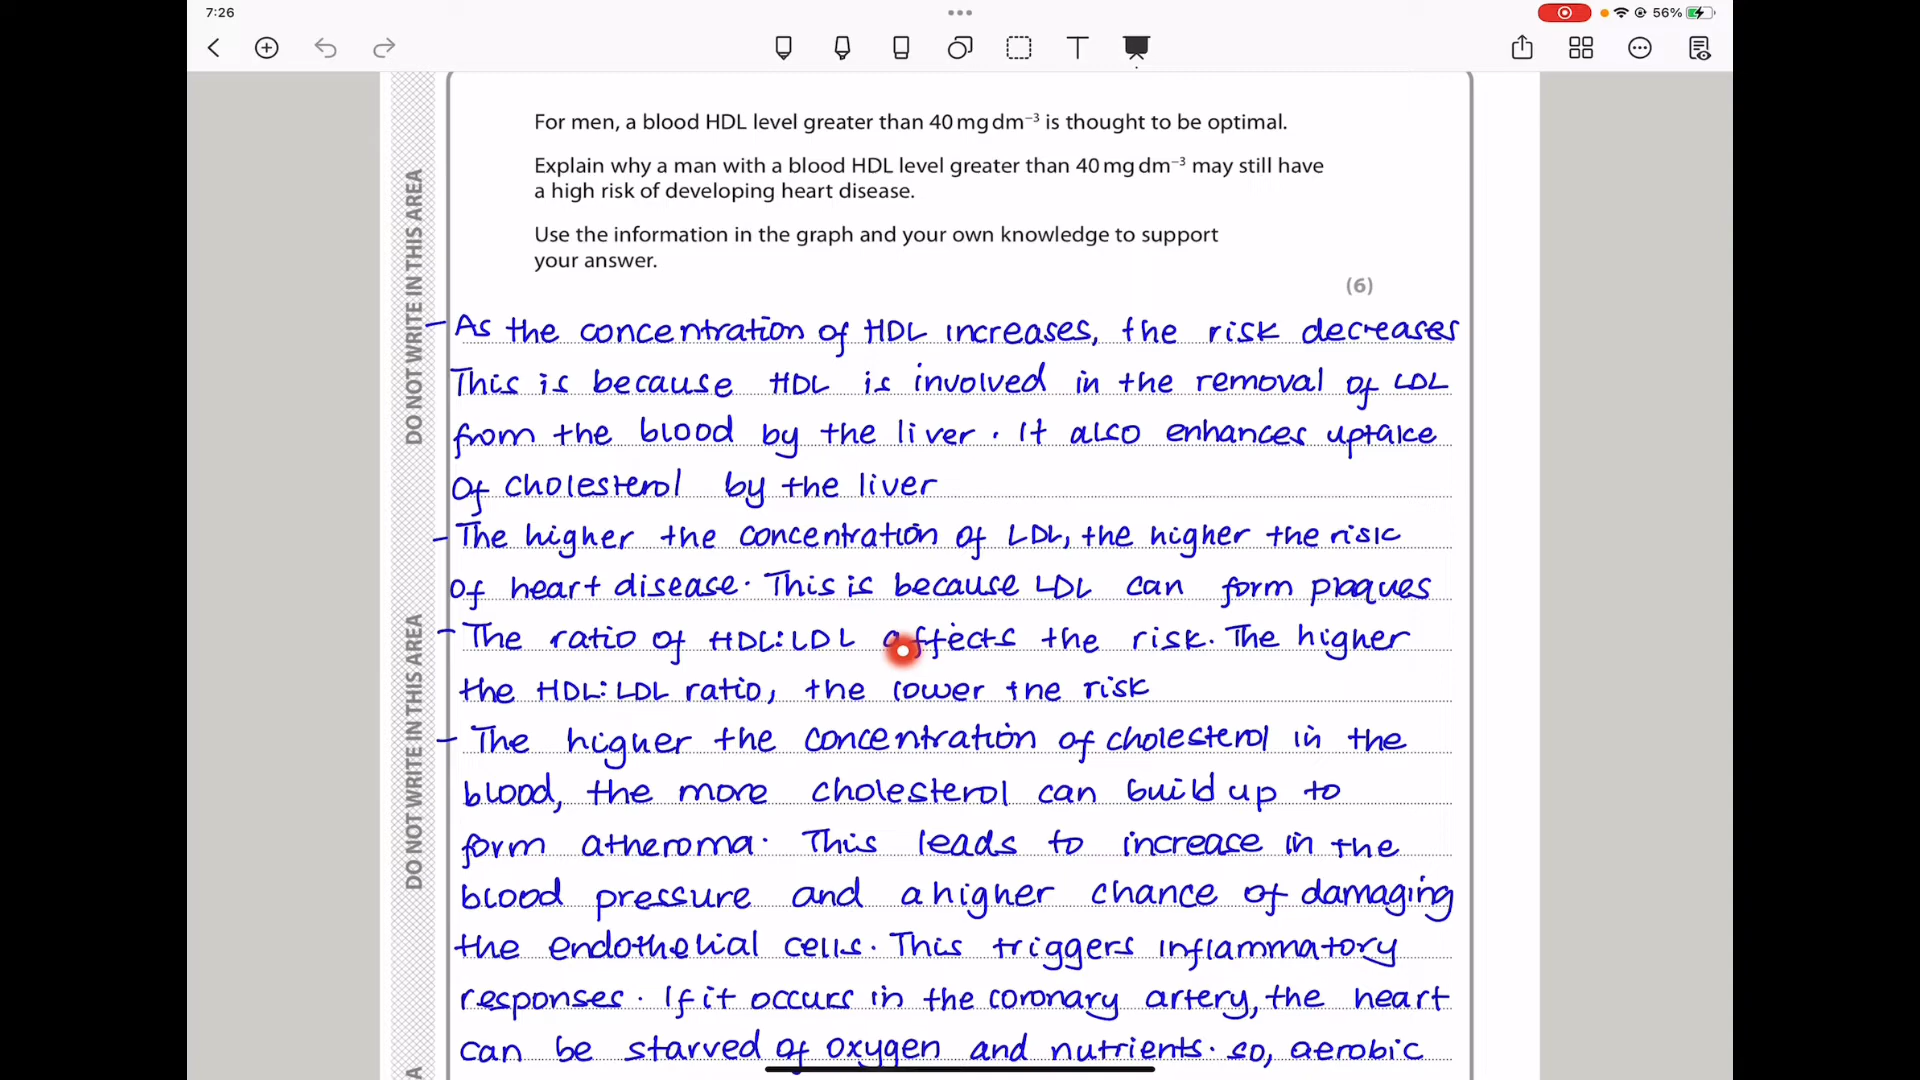 7:26
56%
For men, a blood HDL level greater than 40 mg dm⁻³ is thought to be optimal.
Explain why a man with a blood HDL level greater than 40 mg dm⁻³ may still have
a high risk of developing heart disease.
Use the information in the graph and your own knowledge to support
your answer.
(6)
DO NOT WRITE IN THIS AREA
DO NOT WRITE IN THIS AREA
A
- As the concentration of HDL increases, the risk decreases
This is because HDL is involved in the removal of LDL
from the blood by the liver. It also enhances uptake
of cholesterol by the liver
- The higher the concentration of LDL, the higher the risk
of heart disease. This is because LDL can form plaques
- The ratio of HDL:LDL affects the risk. The higher
the HDL:LDL ratio, the lower the risk
- The higher the concentration of cholesterol in the
blood, the more cholesterol can build up to
form atheroma. This leads to increase in the
blood pressure and a higher chance of damaging
the endothelial cells. This triggers inflammatory
responses. If it occurs in the coronary artery, the heart
can be starved of oxygen and nutrients. so, aerobic